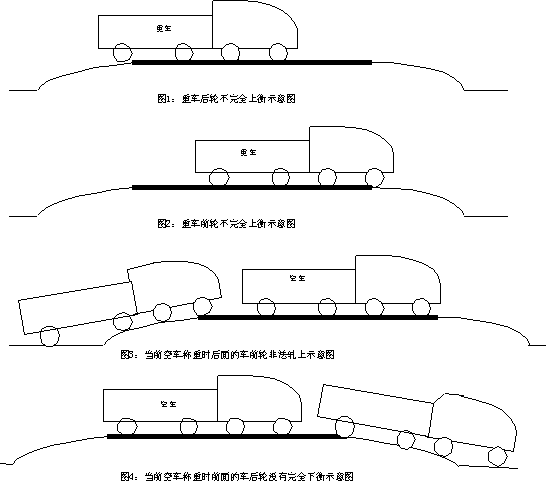 重车
图1：重车后轮不完全上衡示意图
重车
图2：重车前轮不完全上衡示意图
空车
图3：当前空车称重时后面的车前轮非法轧上示意图
空车
图4：当前空车称重时前面的车后轮没有完全下衡示意图